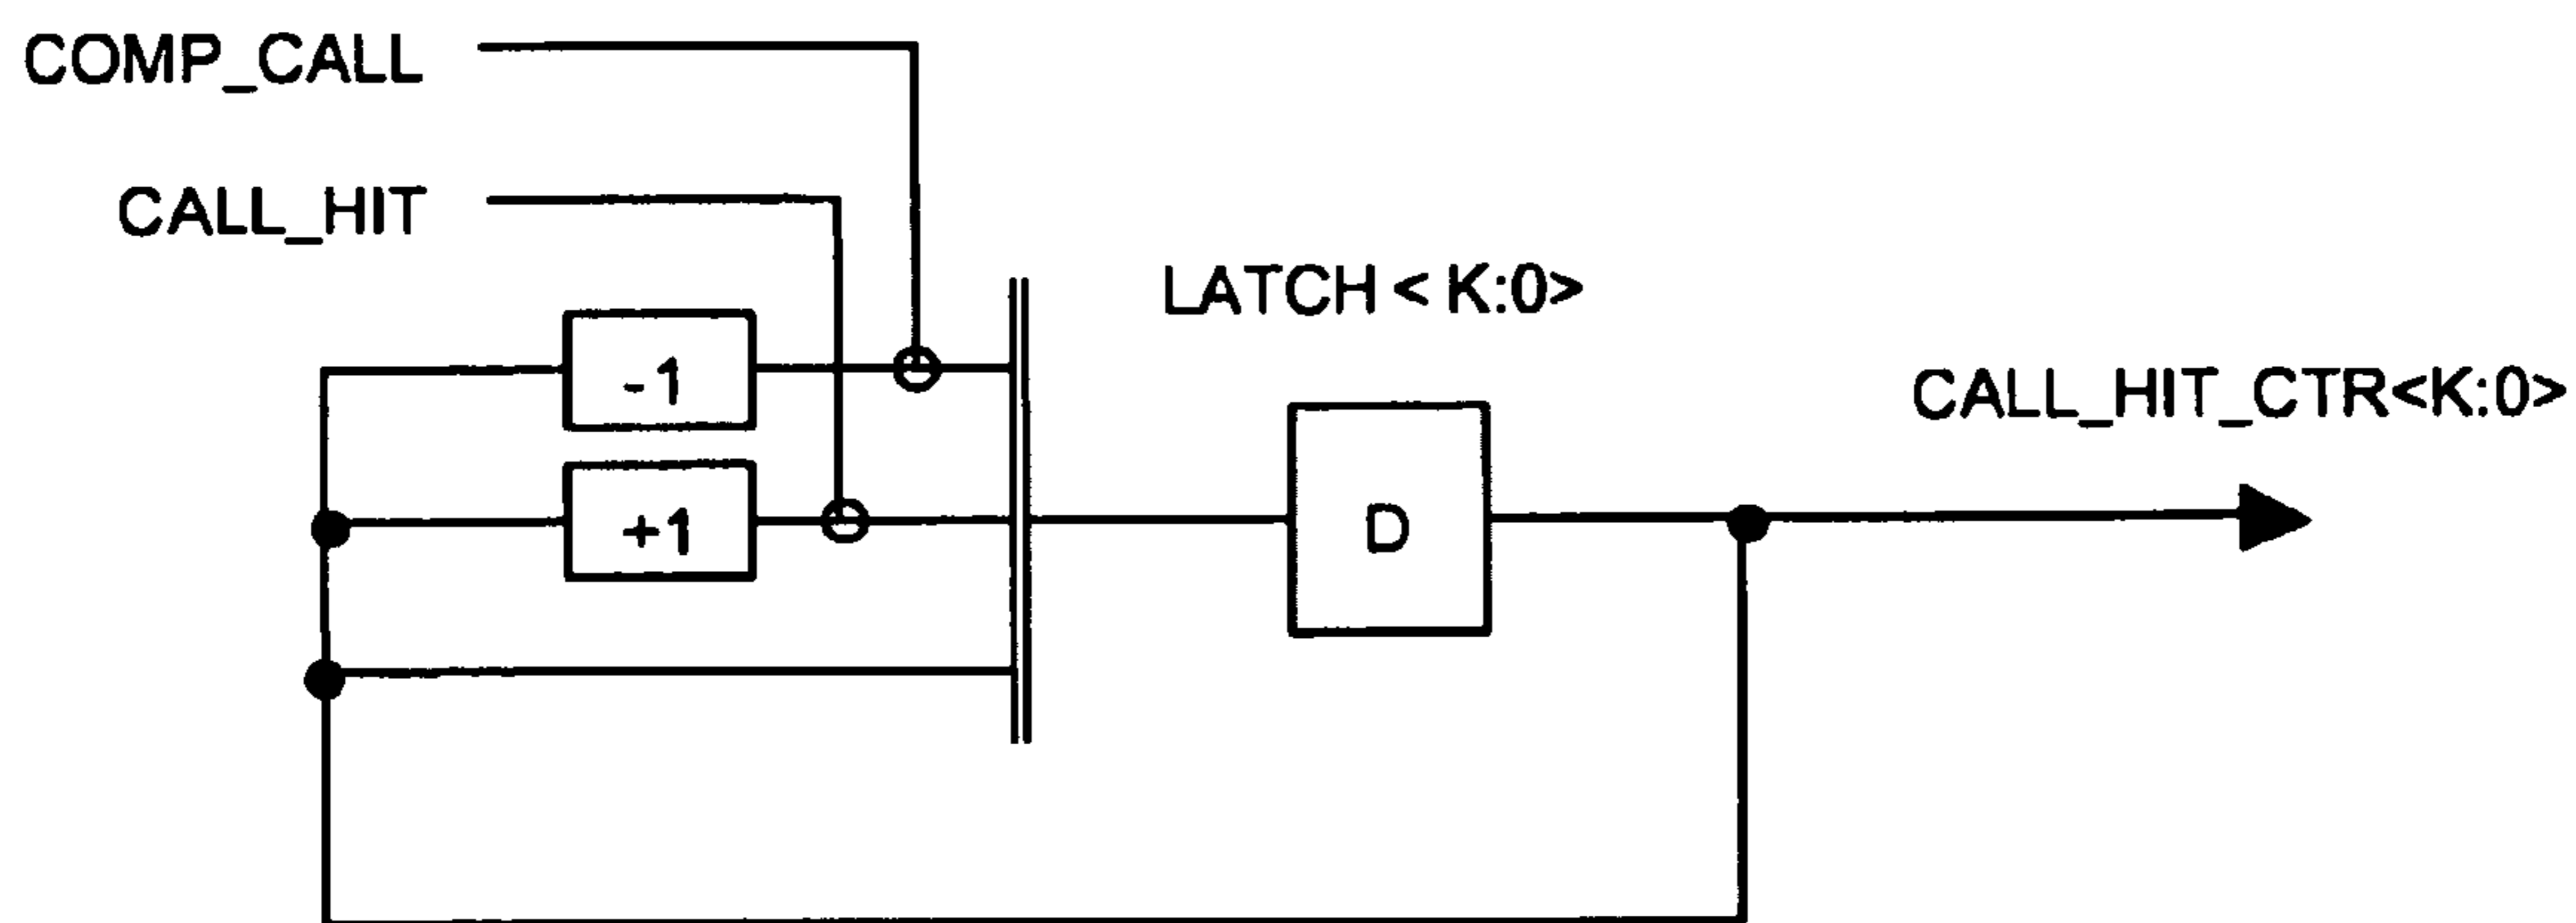 COMP_CALL
CALL_HIT
LATCH < K:0>
-1
CALL_HIT_CTR<K:0>
+1
D